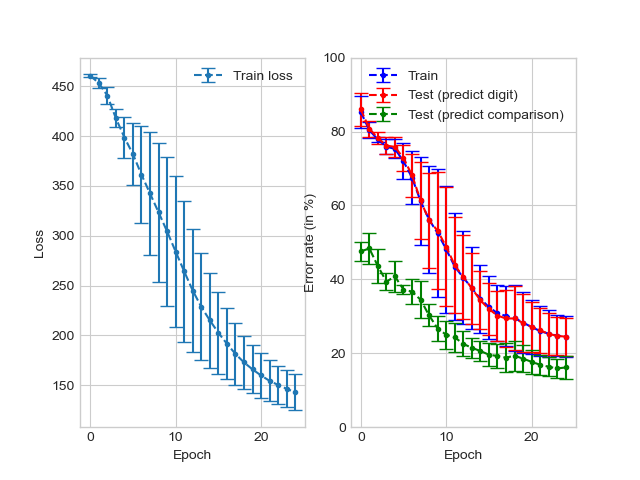 Train loss
450
400
350
300
250
200
150
0
10
20
Loss
Epoch
Train
Test (predict digit)
Test (predict comparison)
100
80
60
40
20
0
0
10
20
Error rate (in %)
Epoch